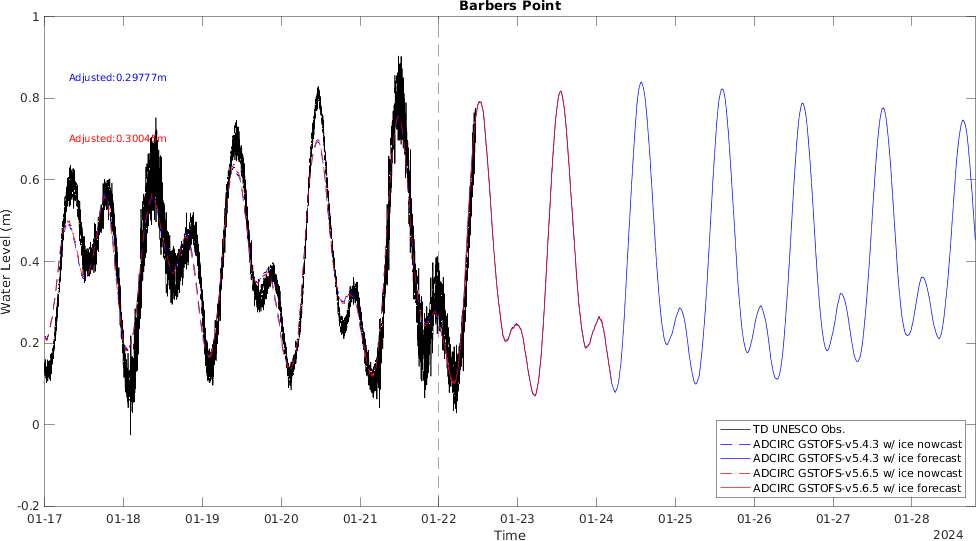 Barbers Point
1
0.8
0.6
0.4
0.2
0
-0.2
Water Level (m)
Adjusted:0.29777m
TD UNESCO Obs.
ADCIRC GSTOFS-v5.4.3 w/ ice nowcast
ADCIRC GSTOFS-v5.4.3 w/ ice forecast
ADCIRC GSTOFS-v5.6.5 w/ ice nowcast
ADCIRC GSTOFS-v5.6.5 w/ ice forecast
01-17 01-18 01-19 01-20 01-21 01-22 01-23 01-24 01-25 01-26 01-27 01-28
Time
2024